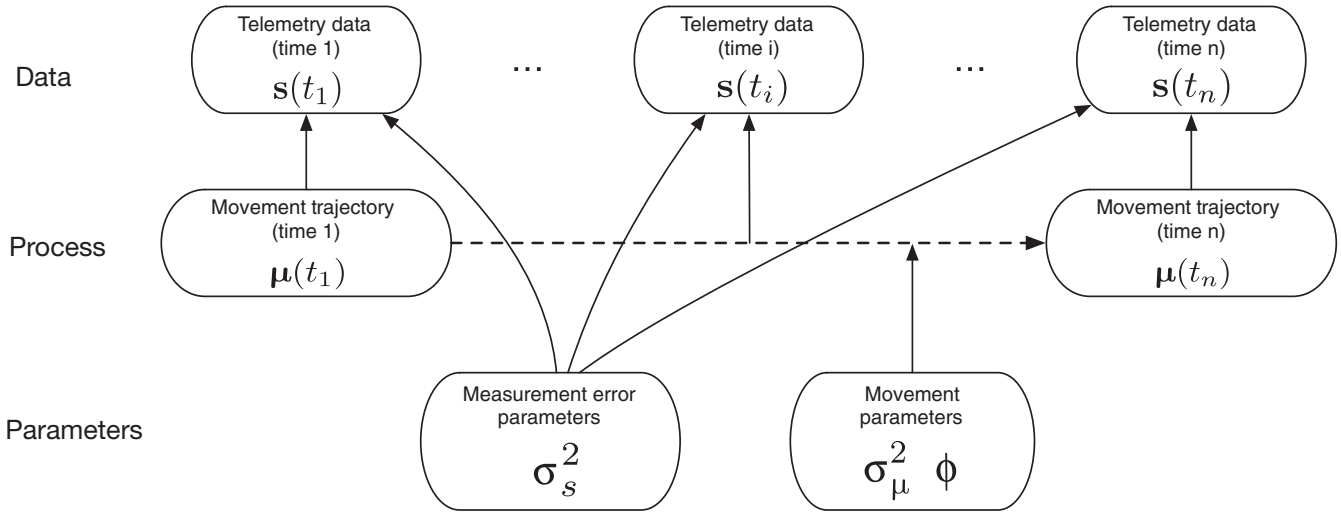 Data
Telemetry data
(time 1)
s(t₁)
...
Telemetry data
(time i)
s(tᵢ)
...
Telemetry data
(time n)
s(tₙ)
Process
Movement trajectory
(time 1)
μ(t₁)
Movement trajectory
(time n)
μ(tₙ)
Parameters
Measurement error
parameters
σ²ₛ
Movement
parameters
σ²_μ ϕ